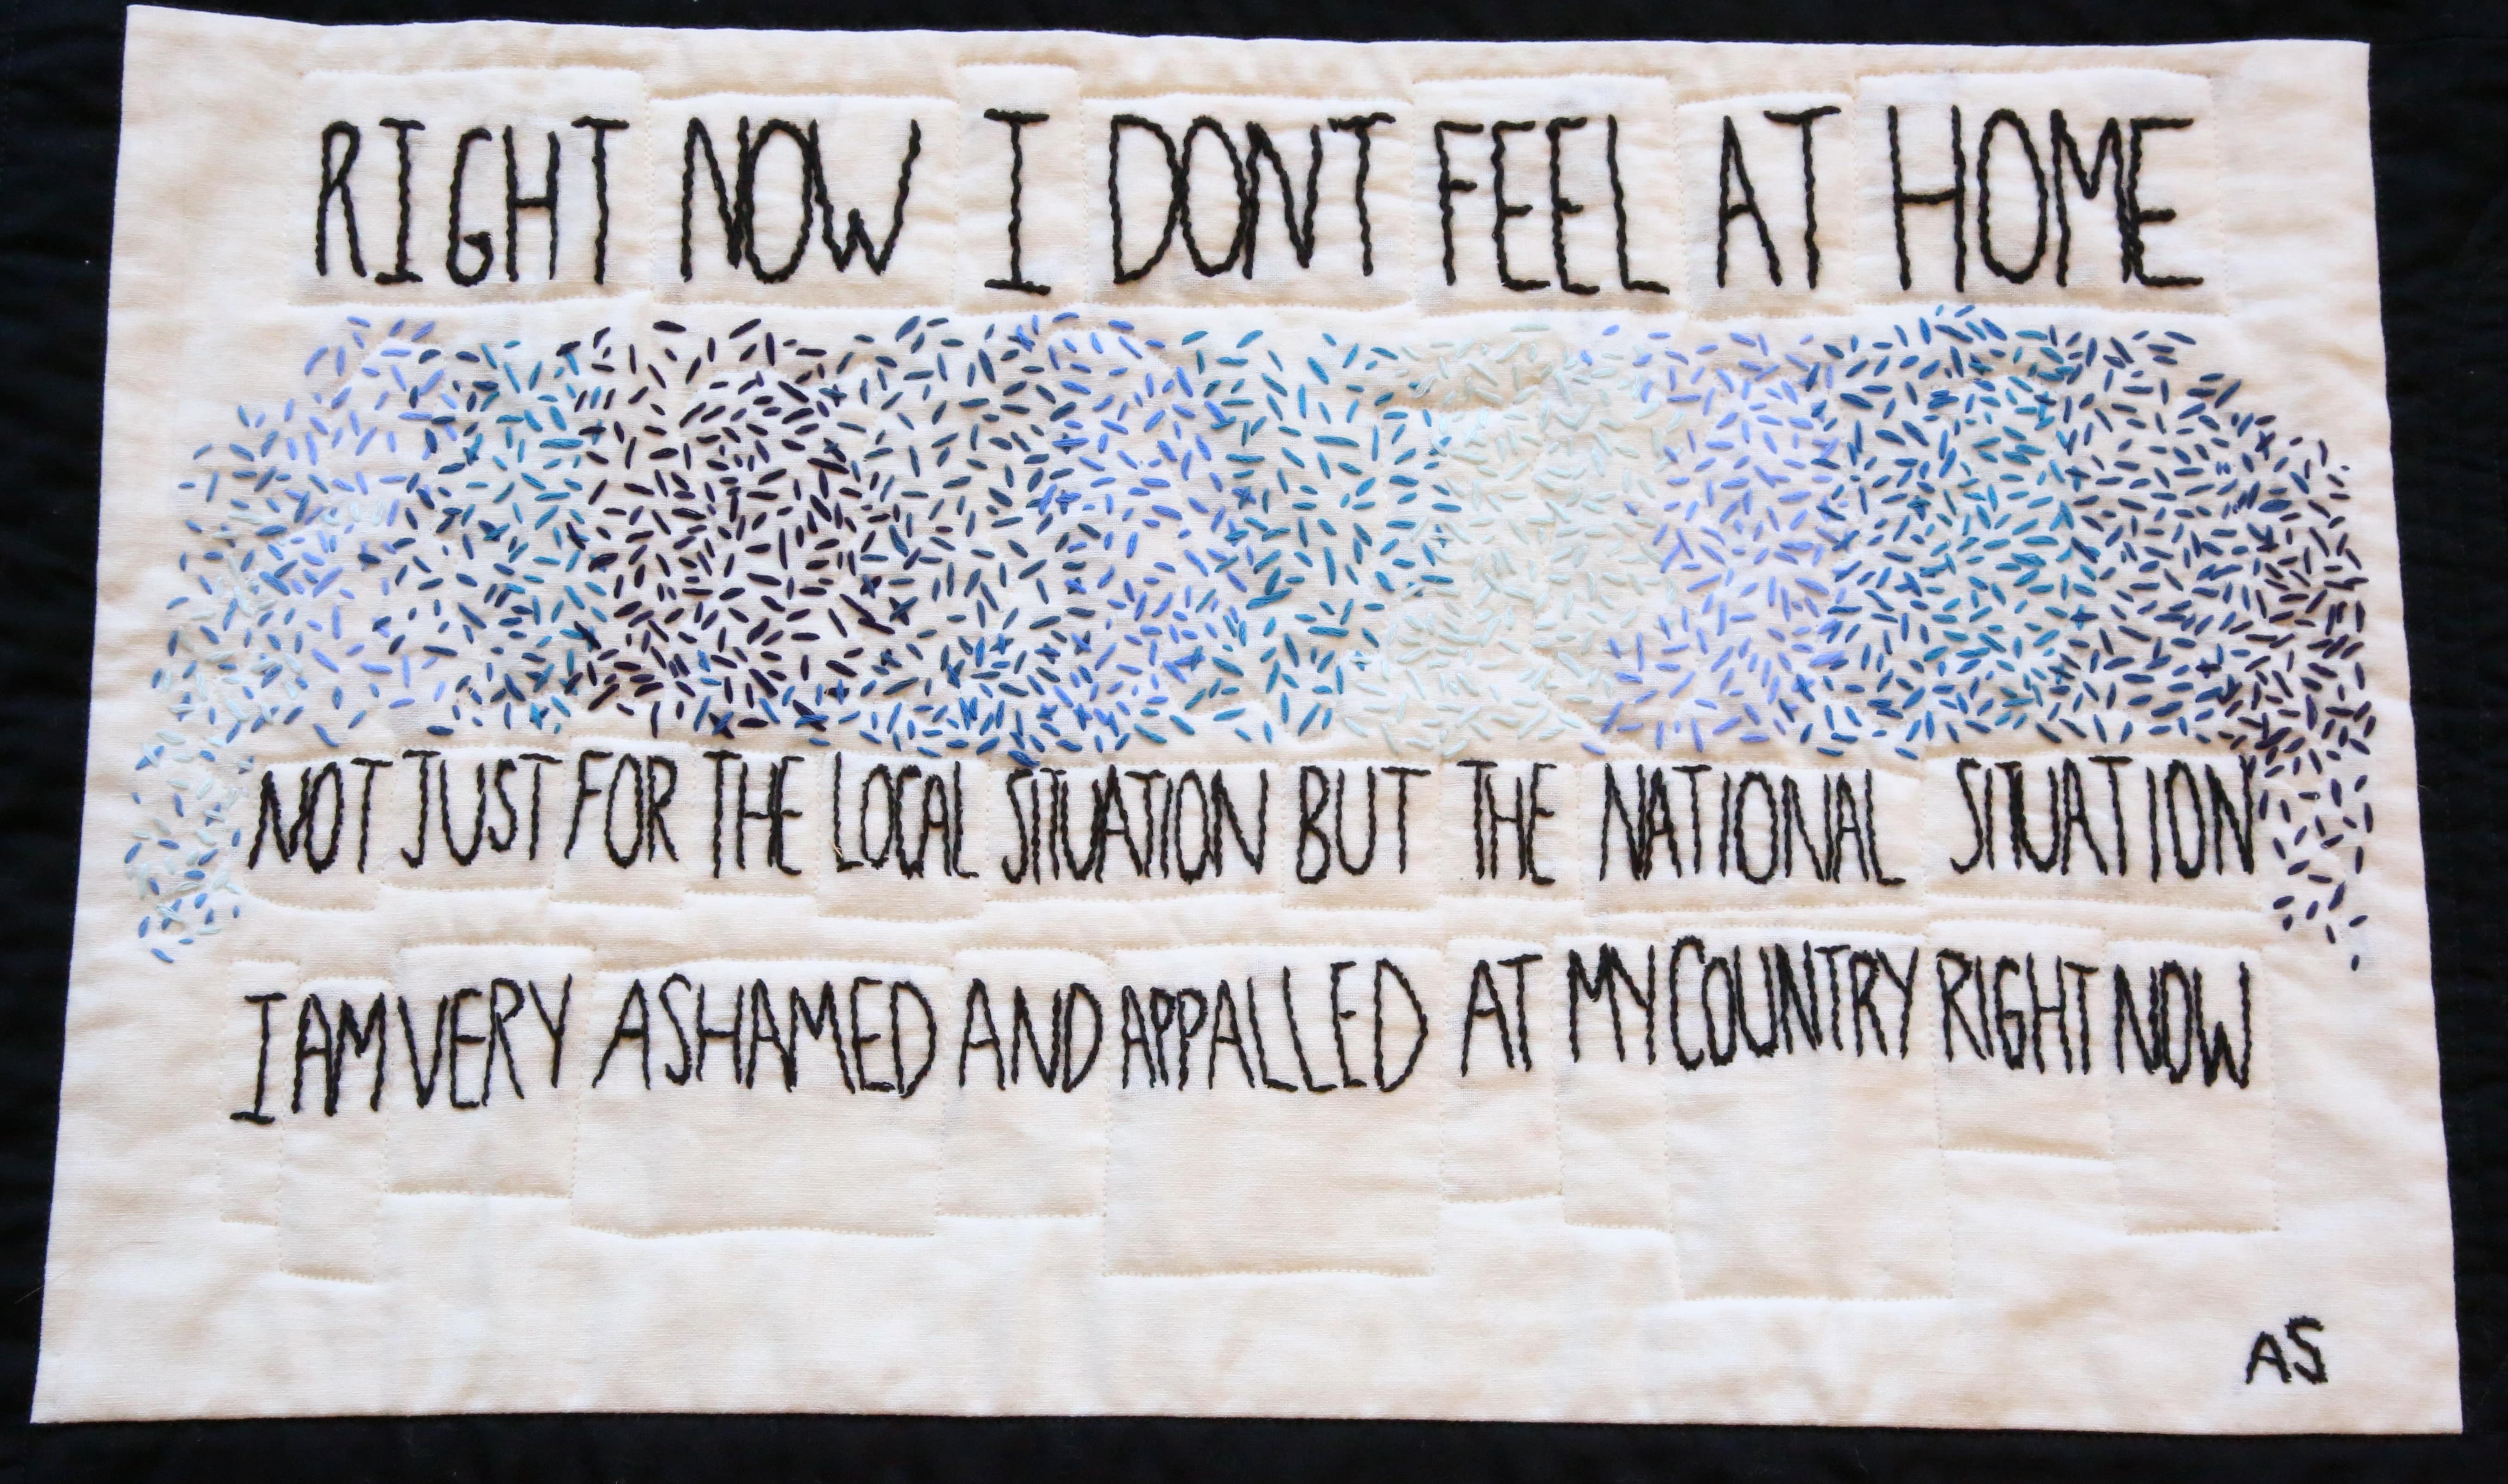 RIGHT NOW I DONT FEEL AT HOME
NOT JUST FOR THE LOCAL SITUATION BUT THE NATIONAL SITUATION
I AM VERY ASHAMED AND APPALLED AT MY COUNTRY RIGHT NOW
AS